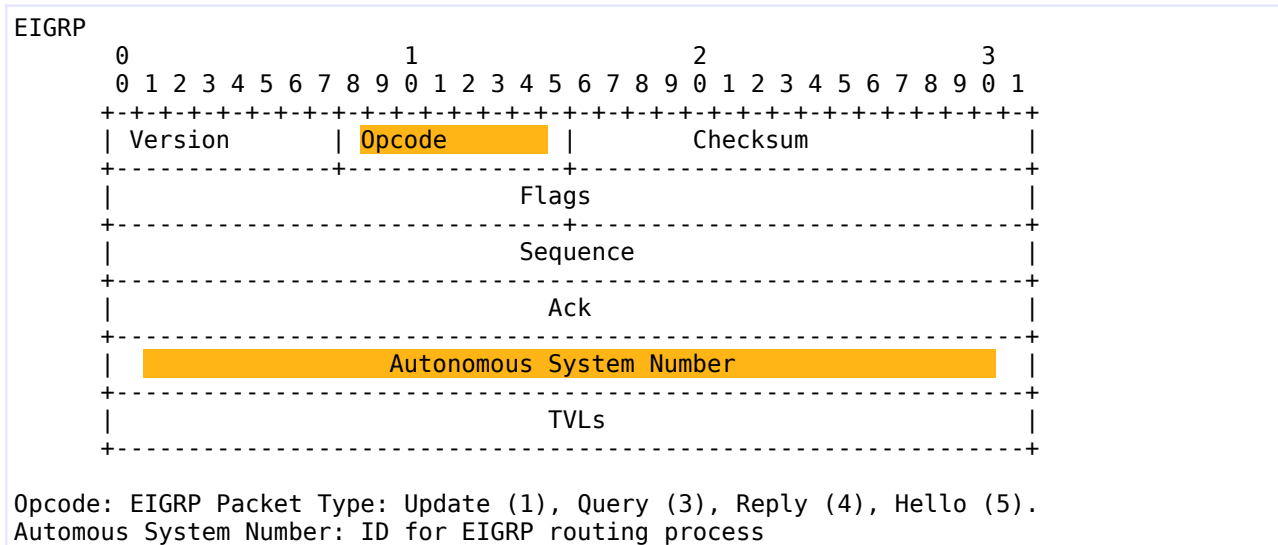 EIGRP
0                   1                   2                   3
0 1 2 3 4 5 6 7 8 9 0 1 2 3 4 5 6 7 8 9 0 1 2 3 4 5 6 7 8 9 0 1
+-+-+-+-+-+-+-+-+-+-+-+-+-+-+-+-+-+-+-+-+-+-+-+-+-+-+-+-+-+-+-+-+
| Version       | Opcode        |        Checksum               |
+---------------+---------------+-------------------------------+
|                            Flags                              |
+-------------------------------+-------------------------------+
|                            Sequence                           |
+---------------------------------------------------------------+
|                              Ack                              |
+---------------------------------------------------------------+
|                   Autonomous System Number                    |
+---------------------------------------------------------------+
|                              TVLs                             |
+---------------------------------------------------------------+
Opcode: EIGRP Packet Type: Update (1), Query (3), Reply (4), Hello (5).
Automous System Number: ID for EIGRP routing process